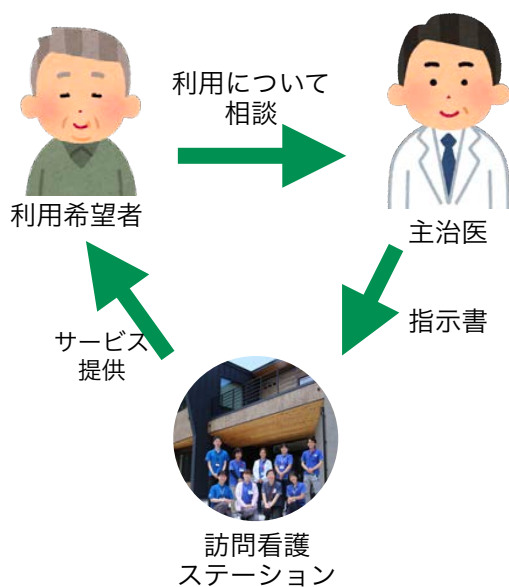 利用について
相談
利用希望者
主治医
指示書
サービス
提供
訪問看護
ステーション